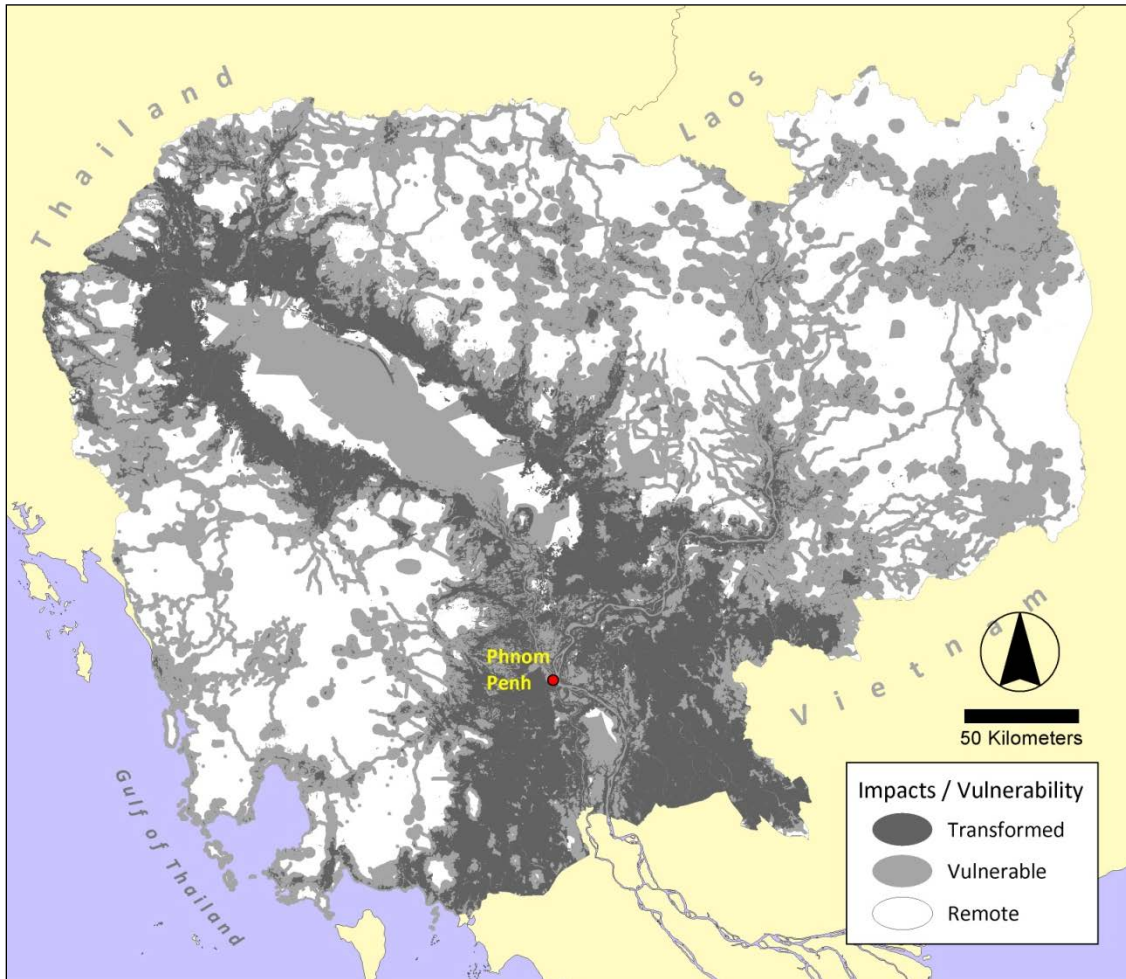 Thailand
Laos
Phnom
Penh
Vietnam
50 Kilometers
Gulf of Thailand
Impacts / Vulnerability
Transformed
Vulnerable
Remote